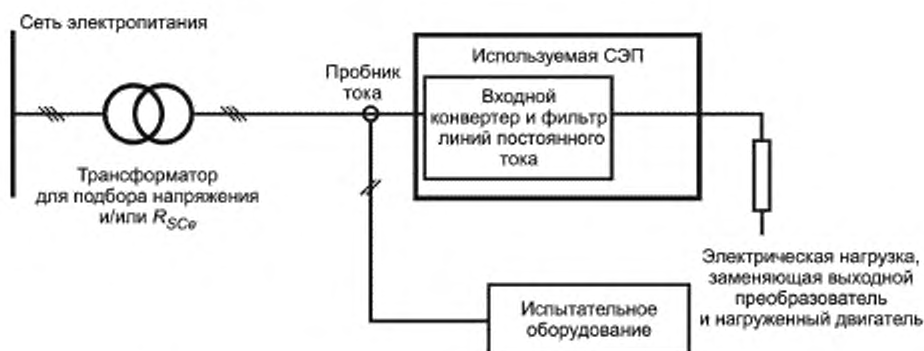 Сеть электропитания
Используемая СЭП
Пробник
тока
Входной
конвертер и фильтр
линий постоянного
тока
Трансформатор
для подбора напряжения
и/или R_SCe
Электрическая нагрузка,
заменяющая выходной
преобразователь
и нагруженный двигатель
Испытательное
оборудование